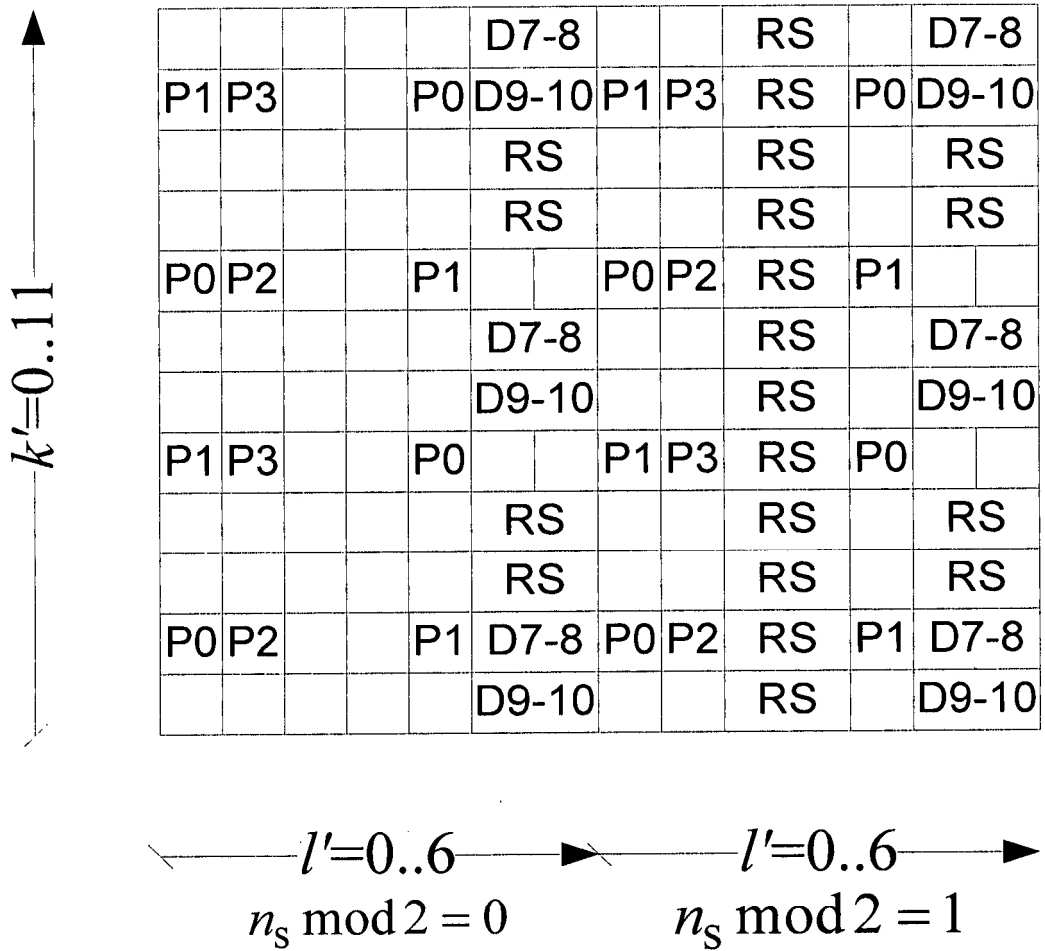 D7-8 RS D7-8
P1 P3 P0 D9-10 P1 P3 RS P0 D9-10
RS RS RS
RS RS RS
P0 P2 P1 P0 P2 RS P1
D7-8 RS D7-8
D9-10 RS D9-10
P1 P3 P0 P1 P3 RS P0
RS RS RS
RS RS RS
P0 P2 P1 D7-8 P0 P2 RS P1 D7-8
D9-10 RS D9-10
k'=0..11
l'=0..6 l'=0..6
nS mod 2 = 0 nS mod 2 = 1